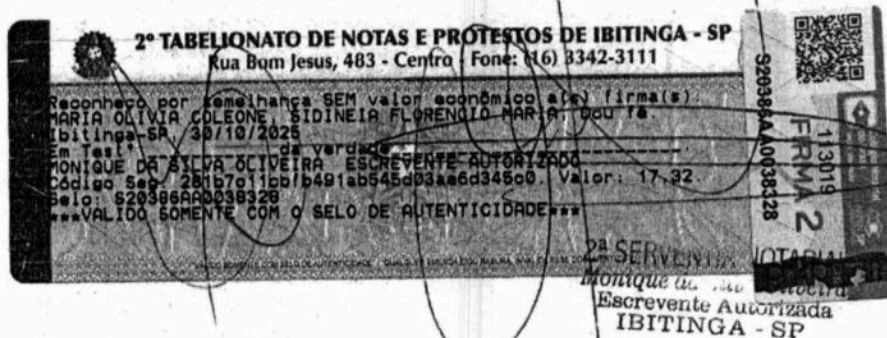 2º TABELIONATO DE NOTAS E PROTESTOS DE IBITINGA - SP
Rua Bom Jesus, 483 - Centro - Fone: (16) 3342-3111
Reconheço por semelhança SEM valor econômico a(s) firma(s):
MARIA OLIVIA COLEONE, SIDINEIA FLORENCIO MARIA, Dou fé.
Ibitinga-SP, 30/10/2025
Em Testº ________ da verdade
MONIQUE DA SILVA OLIVEIRA ESCREVENTE AUTORIZADO
Código Seg. Valor: 17,32.
Selo: S20386AA0038328
***VALIDO SOMENTE COM O SELO DE AUTENTICIDADE***
S20386AA0038328
FIRMA 2
113019
2ª SERVENTIA NOTARIAL
Monique
Escrevente Autorizada
IBITINGA - SP